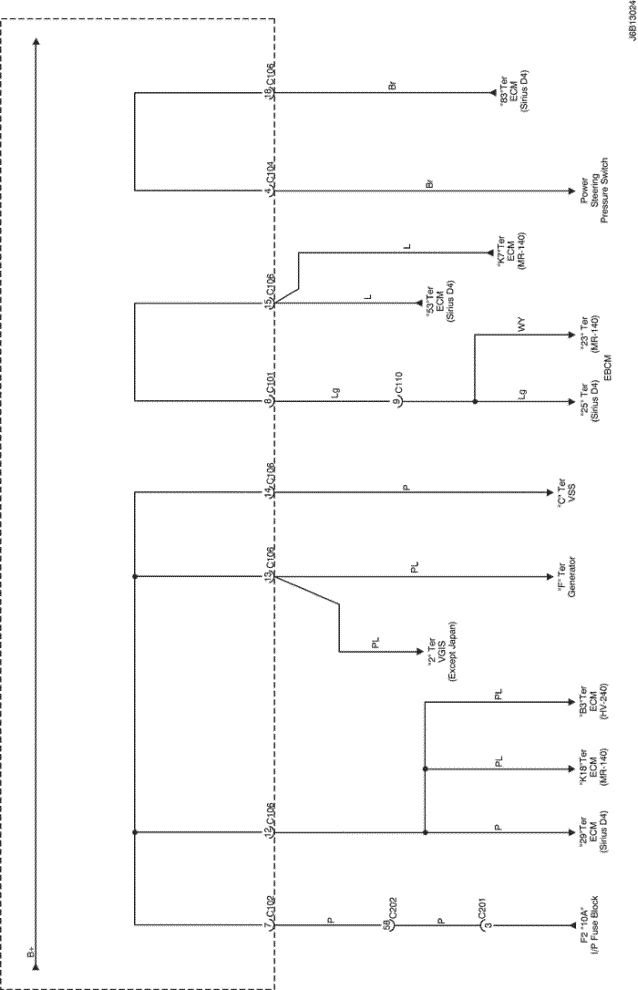 J6B13024
B+
7
C102
P
58
C202
P
3
C201
F2 "10A"
I/P Fuse Block
12
C106
P
"29"Ter
ECM
(Sirius D4)
PL
"K18"Ter
ECM
(MR-140)
PL
"B3"Ter
ECM
(HV-240)
13
C106
PL
"2" Ter
VGIS
(Except Japan)
PL
"F" Ter
Generator
14
C106
P
"C" Ter
VSS
8
C101
Lg
9
C110
Lg
"25" Ter
(Sirius D4)
WY
"23" Ter
(MR-140)
EBCM
15
C106
L
"53"Ter
ECM
(Sirius D4)
L
"K7"Ter
ECM
(MR-140)
4
C104
Br
Power
Steering
Pressure Switch
18
C106
Br
"83"Ter
ECM
(Sirius D4)